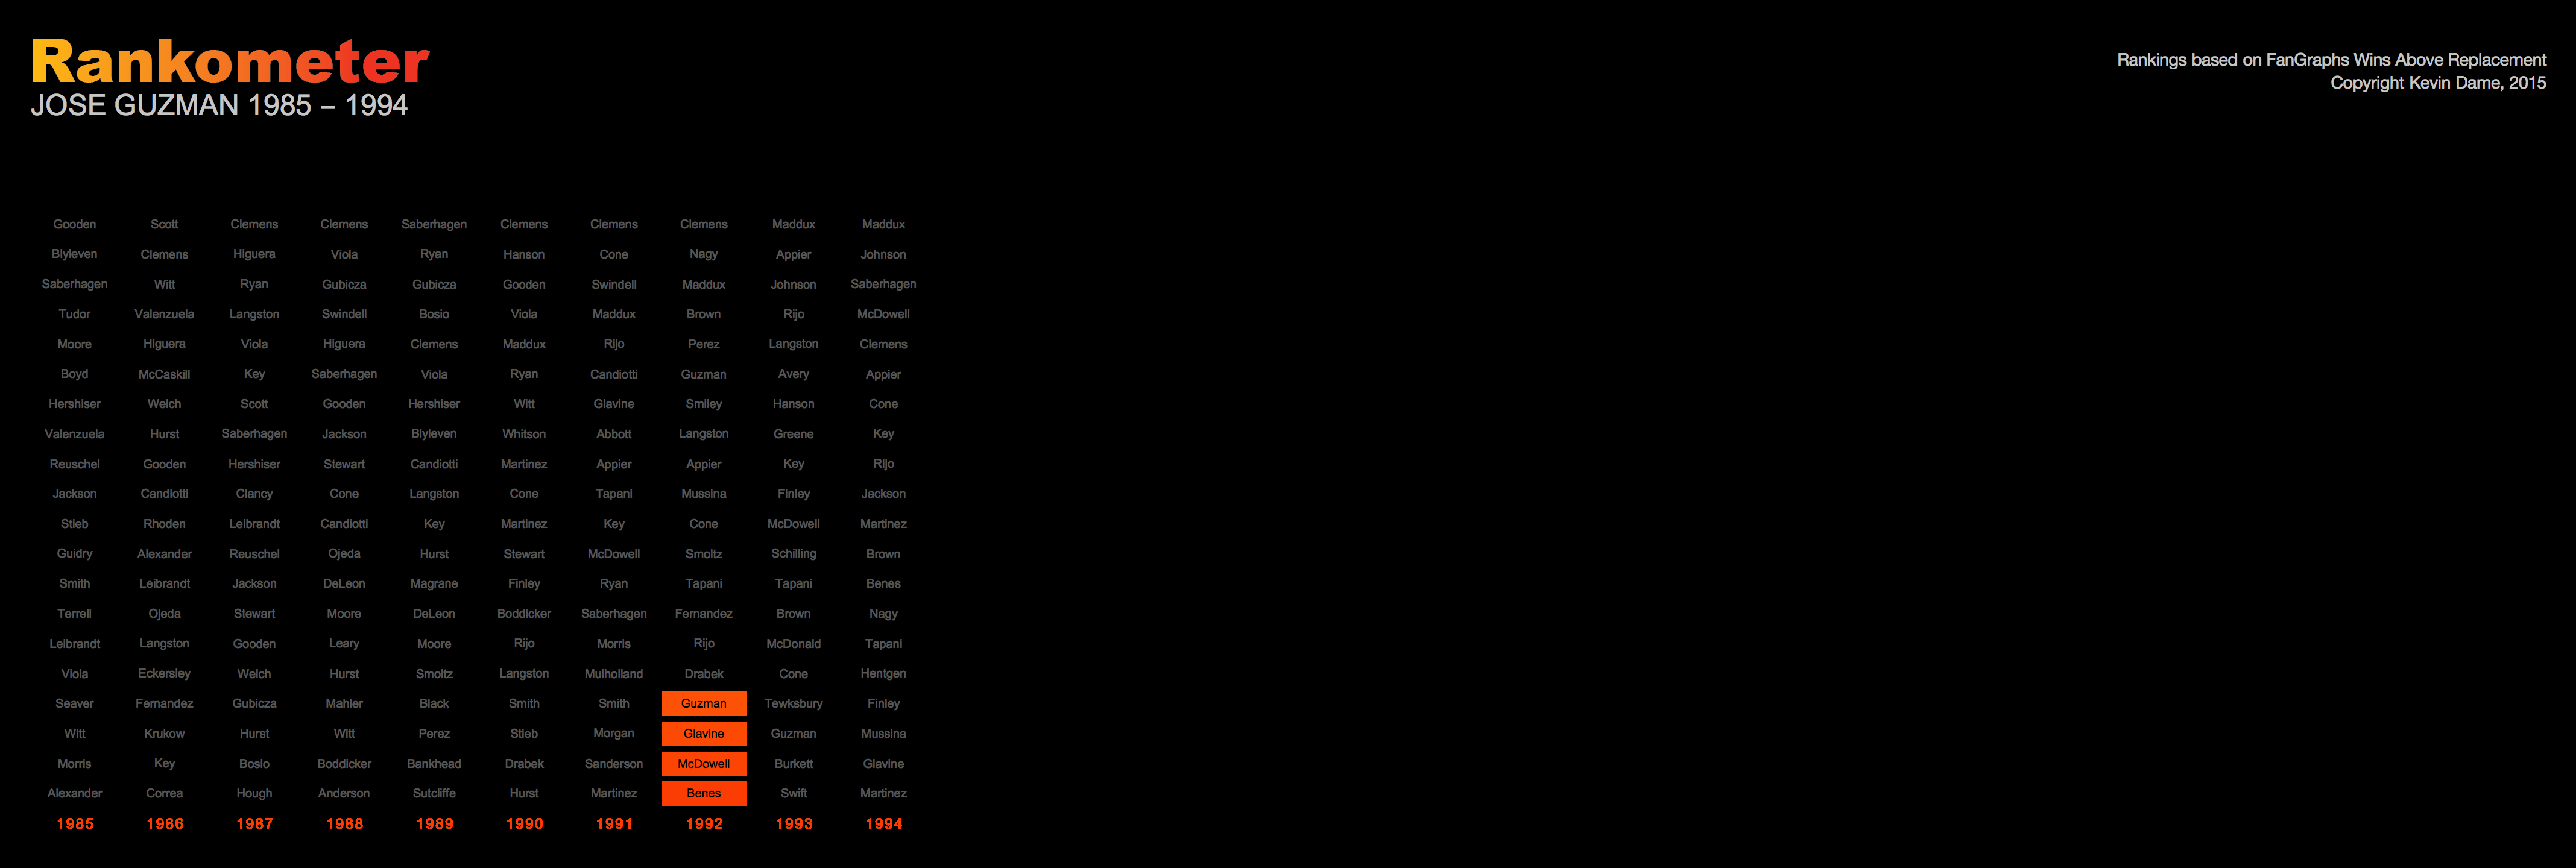 Rankometer
JOSE GUZMAN 1985 – 1994
Rankings based on FanGraphs Wins Above Replacement
Copyright Kevin Dame, 2015
Gooden Scott Clemens Clemens Saberhagen Clemens Clemens Clemens Maddux Maddux
Blyleven Clemens Higuera Viola Ryan Hanson Cone Nagy Appier Johnson
Saberhagen Witt Ryan Gubicza Gubicza Gooden Swindell Maddux Johnson Saberhagen
Tudor Valenzuela Langston Swindell Bosio Viola Maddux Brown Rijo McDowell
Moore Higuera Viola Higuera Clemens Maddux Rijo Perez Langston Clemens
Boyd McCaskill Key Saberhagen Viola Ryan Candiotti Guzman Avery Appier
Hershiser Welch Scott Gooden Hershiser Witt Glavine Smiley Hanson Cone
Valenzuela Hurst Saberhagen Jackson Blyleven Whitson Abbott Langston Greene Key
Reuschel Gooden Hershiser Stewart Candiotti Martinez Appier Appier Key Rijo
Jackson Candiotti Clancy Cone Langston Cone Tapani Mussina Finley Jackson
Stieb Rhoden Leibrandt Candiotti Key Martinez Key Cone McDowell Martinez
Guidry Alexander Reuschel Ojeda Hurst Stewart McDowell Smoltz Schilling Brown
Smith Leibrandt Jackson DeLeon Magrane Finley Ryan Tapani Tapani Benes
Terrell Ojeda Stewart Moore DeLeon Boddicker Saberhagen Fernandez Brown Nagy
Leibrandt Langston Gooden Leary Moore Rijo Morris Rijo McDonald Tapani
Viola Eckersley Welch Hurst Smoltz Langston Mulholland Drabek Cone Hentgen
Seaver Fernandez Gubicza Mahler Black Smith Smith Guzman Tewksbury Finley
Witt Krukow Hurst Witt Perez Stieb Morgan Glavine Guzman Mussina
Morris Key Bosio Boddicker Bankhead Drabek Sanderson McDowell Burkett Glavine
Alexander Correa Hough Anderson Sutcliffe Hurst Martinez Benes Swift Martinez
1985 1986 1987 1988 1989 1990 1991 1992 1993 1994